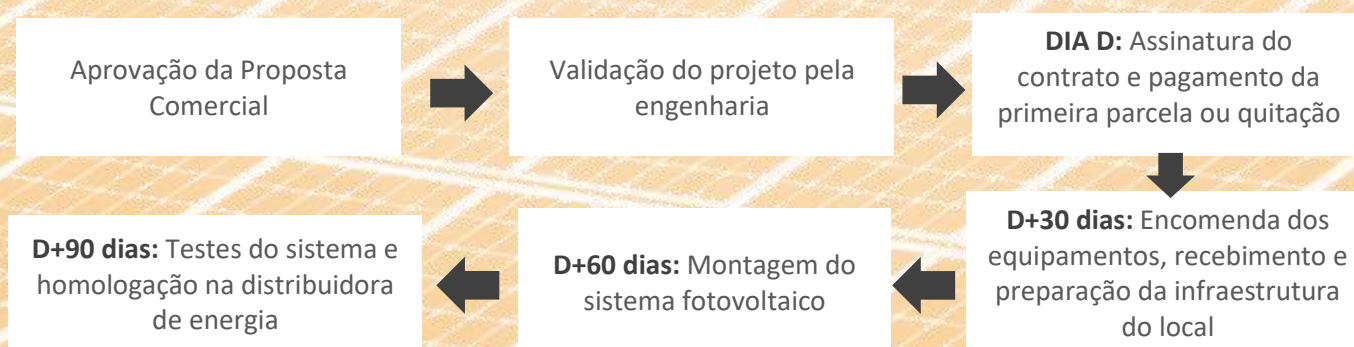 Aprovação da Proposta
Comercial
Validação do projeto pela
engenharia
DIA D: Assinatura do
contrato e pagamento da
primeira parcela ou quitação
D+30 dias: Encomenda dos
equipamentos, recebimento e
preparação da infraestrutura
do local
D+60 dias: Montagem do
sistema fotovoltaico
D+90 dias: Testes do sistema e
homologação na distribuidora
de energia